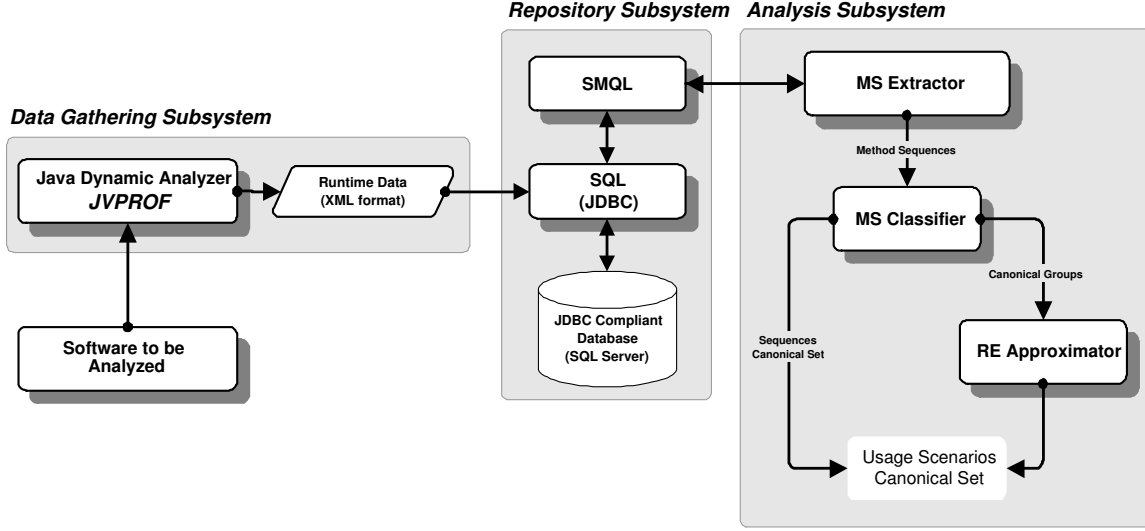 Repository Subsystem
Analysis Subsystem
Data Gathering Subsystem
SMQL
MS Extractor
Method Sequences
Java Dynamic Analyzer
JVPROF
Runtime Data
(XML format)
SQL
(JDBC)
MS Classifier
Canonical Groups
JDBC Compliant
Database
(SQL Server)
Software to be
Analyzed
Sequences
Canonical Set
RE Approximator
Usage Scenarios
Canonical Set